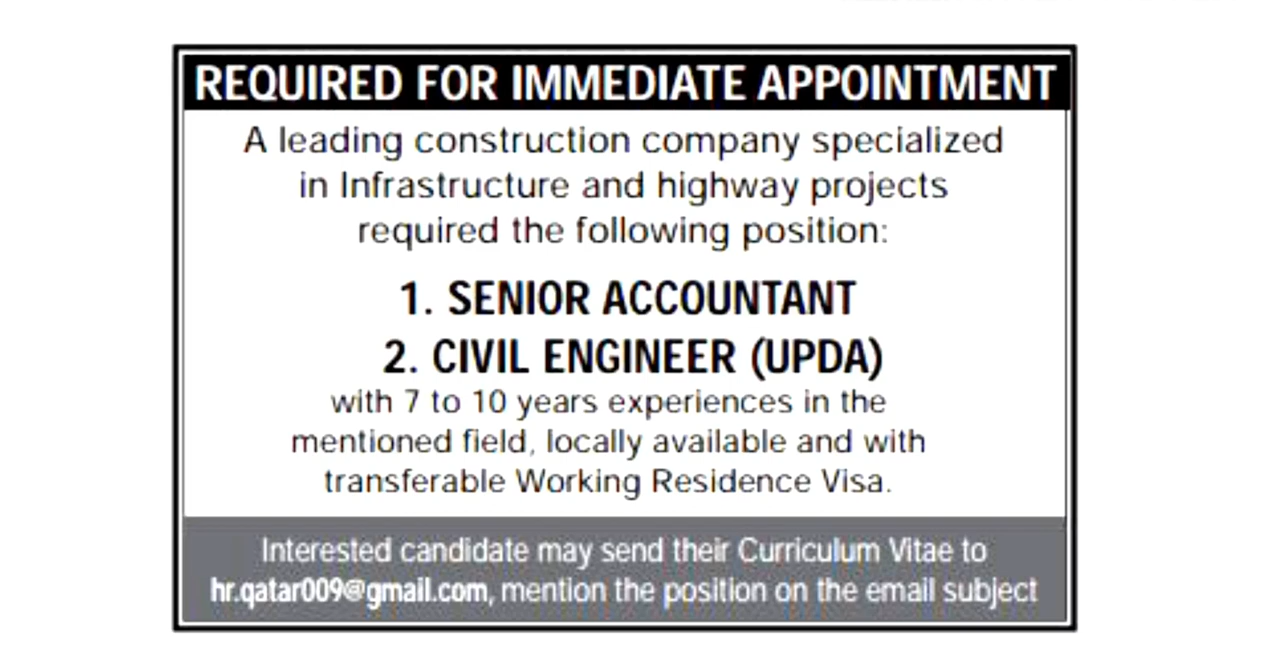 REQUIRED FOR IMMEDIATE APPOINTMENT
A leading construction company specialized
in Infrastructure and highway projects
required the following position:
1. SENIOR ACCOUNTANT
2. CIVIL ENGINEER (UPDA)
with 7 to 10 years experiences in the
mentioned field, locally available and with
transferable Working Residence Visa.
Interested candidate may send their Curriculum Vitae to
hr.qatar009@gmail.com, mention the position on the email subject